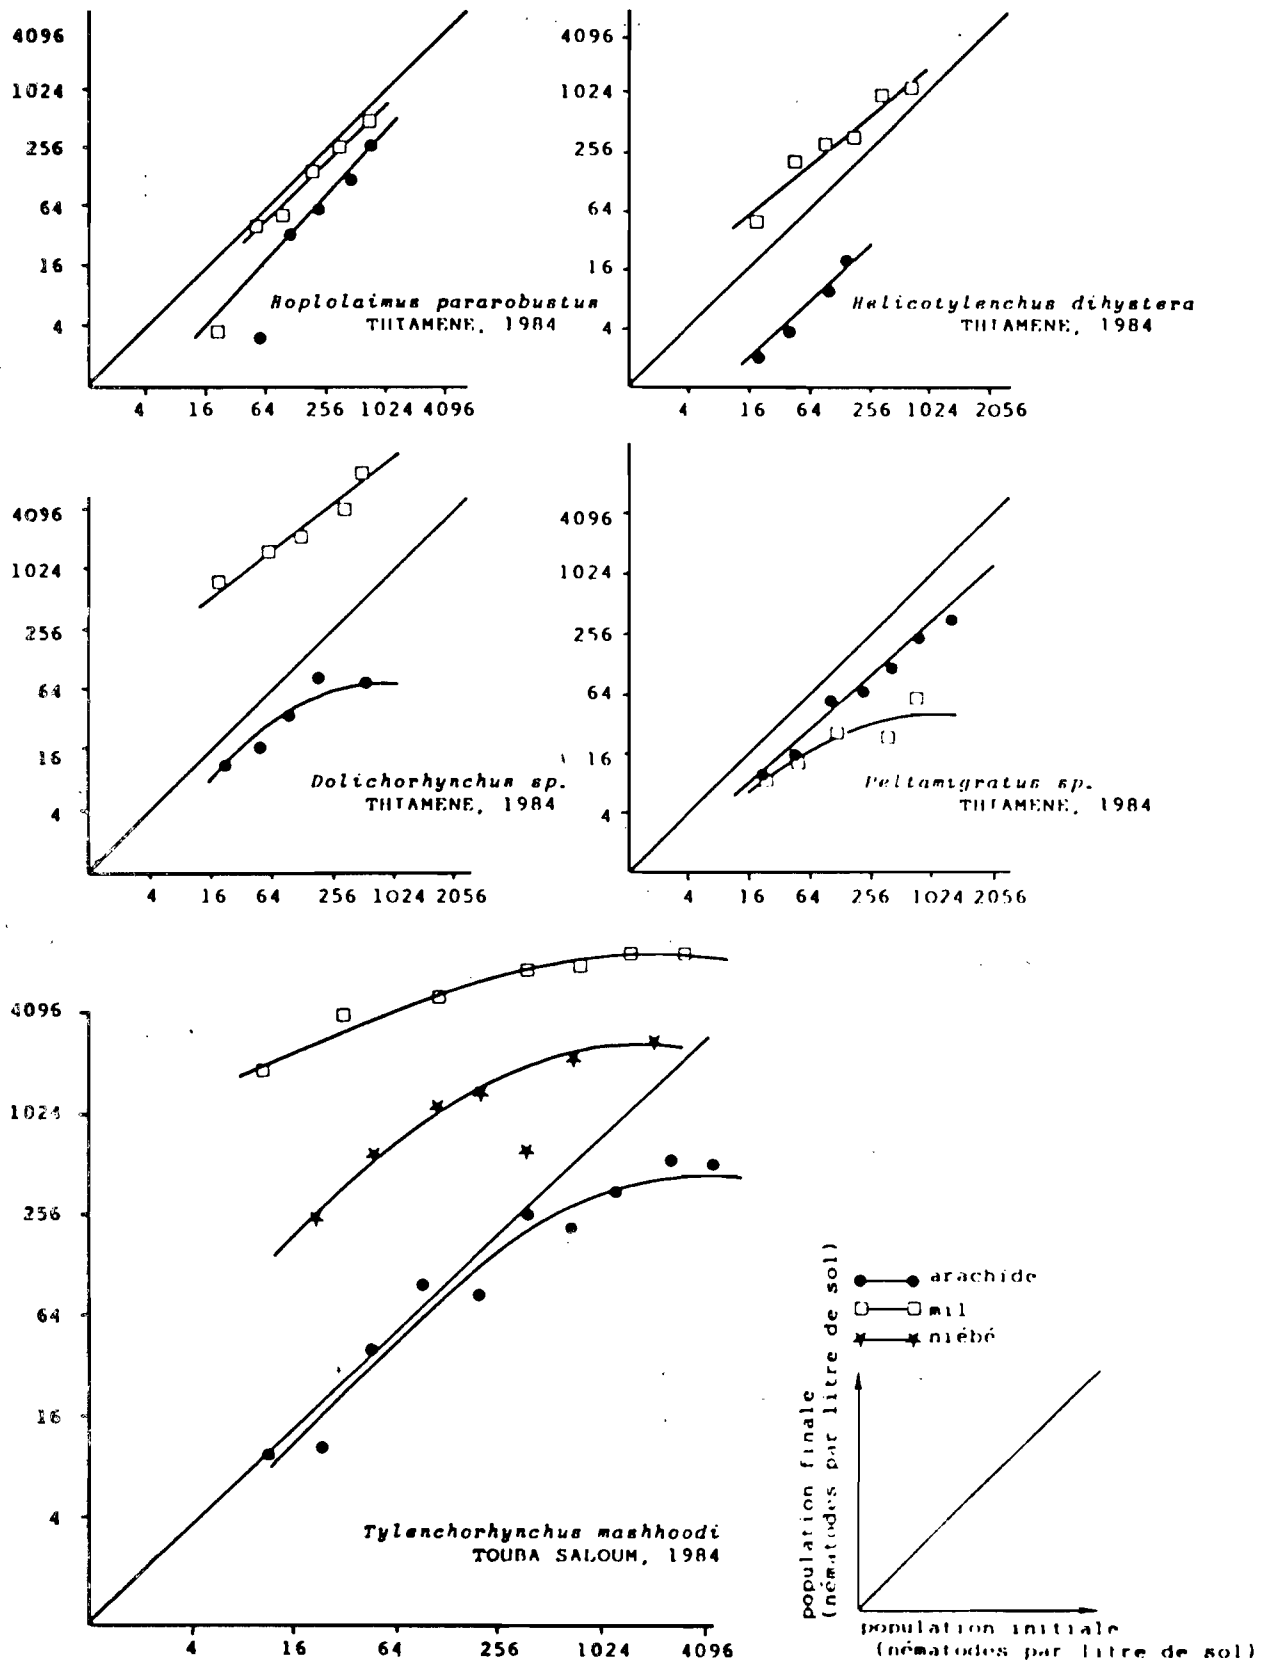 4096
1024
256
64
16
4
Hoplolaimus pararobustus
THIAMENE, 1984
4 16 64 256 1024 4096
4096
1024
256
64
16
4
Helicotylenchus dihystera
THIAMENE, 1984
4 16 64 256 1024 2056
4096
1024
256
64
16
4
Dolichorhynchus sp.
THIAMENE, 1984
4 16 64 256 1024 2056
4096
1024
256
64
16
4
Peltamigratus sp.
THIAMENE, 1984
4 16 64 256 1024 2056
4096
1024
256
64
16
4
Tylenchorhynchus mashhoodi
TOUBA SALOUM, 1984
4 16 64 256 1024 4096
arachide
mil
niébé
population finale
(nématodes par litre de sol)
population initiale
(nématodes par litre de sol)